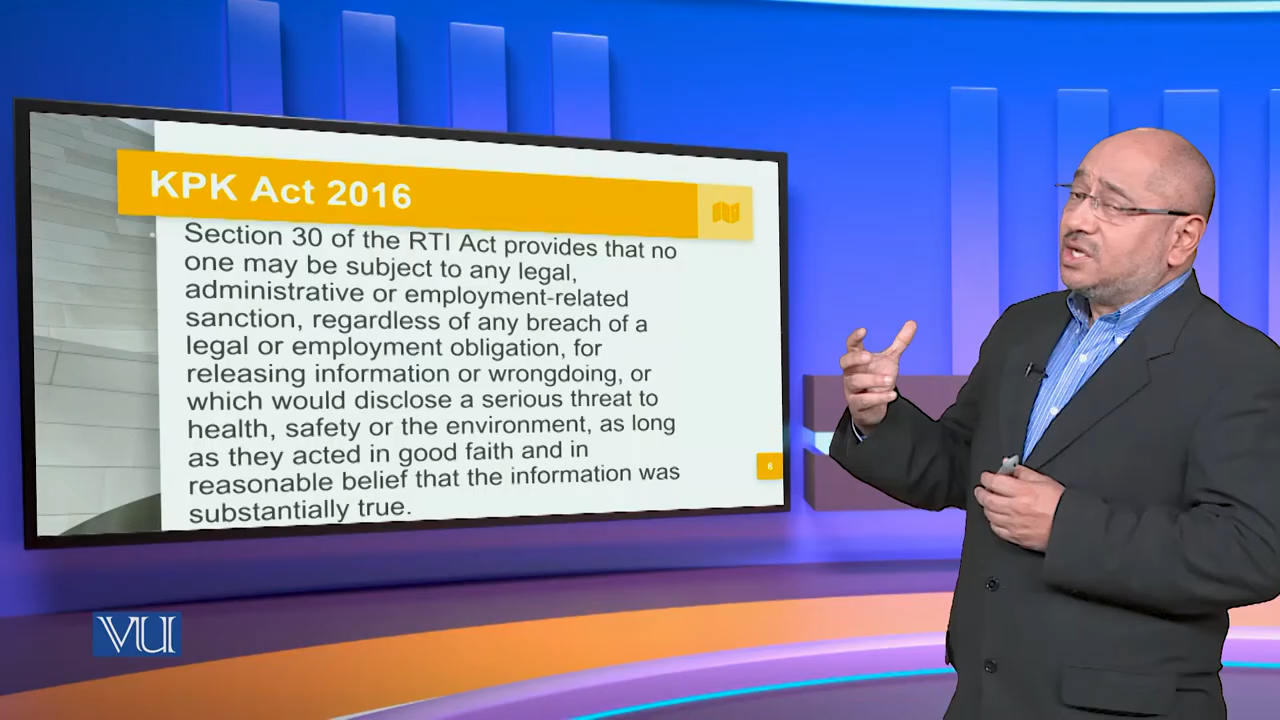 KPK Act 2016
Section 30 of the RTI Act provides that no
one may be subject to any legal,
administrative or employment-related
sanction, regardless of any breach of a
legal or employment obligation, for
releasing information or wrongdoing, or
which would disclose a serious threat to
health, safety or the environment, as long
as they acted in good faith and in
reasonable belief that the information was
substantially true.
6
VU